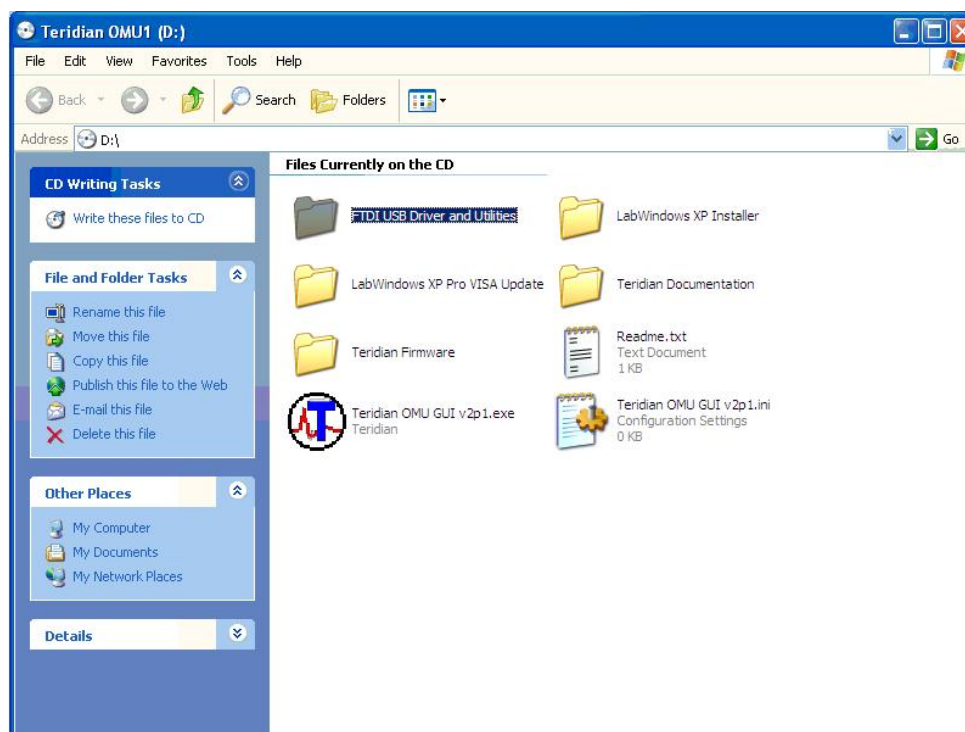 Teridian OMU1 (D:)
File Edit View Favorites Tools Help
Back Search Folders
Address D:\ Go
Files Currently on the CD
CD Writing Tasks
Write these files to CD
File and Folder Tasks
Rename this file
Move this file
Copy this file
Publish this file to the Web
E-mail this file
Delete this file
Other Places
My Computer
My Documents
My Network Places
Details
FTDI USB Driver and Utilities
LabWindows XP Installer
LabWindows XP Pro VISA Update
Teridian Documentation
Teridian Firmware
Readme.txt
Text Document
1 KB
Teridian OMU GUI v2p1.exe
Teridian
Teridian OMU GUI v2p1.ini
Configuration Settings
0 KB